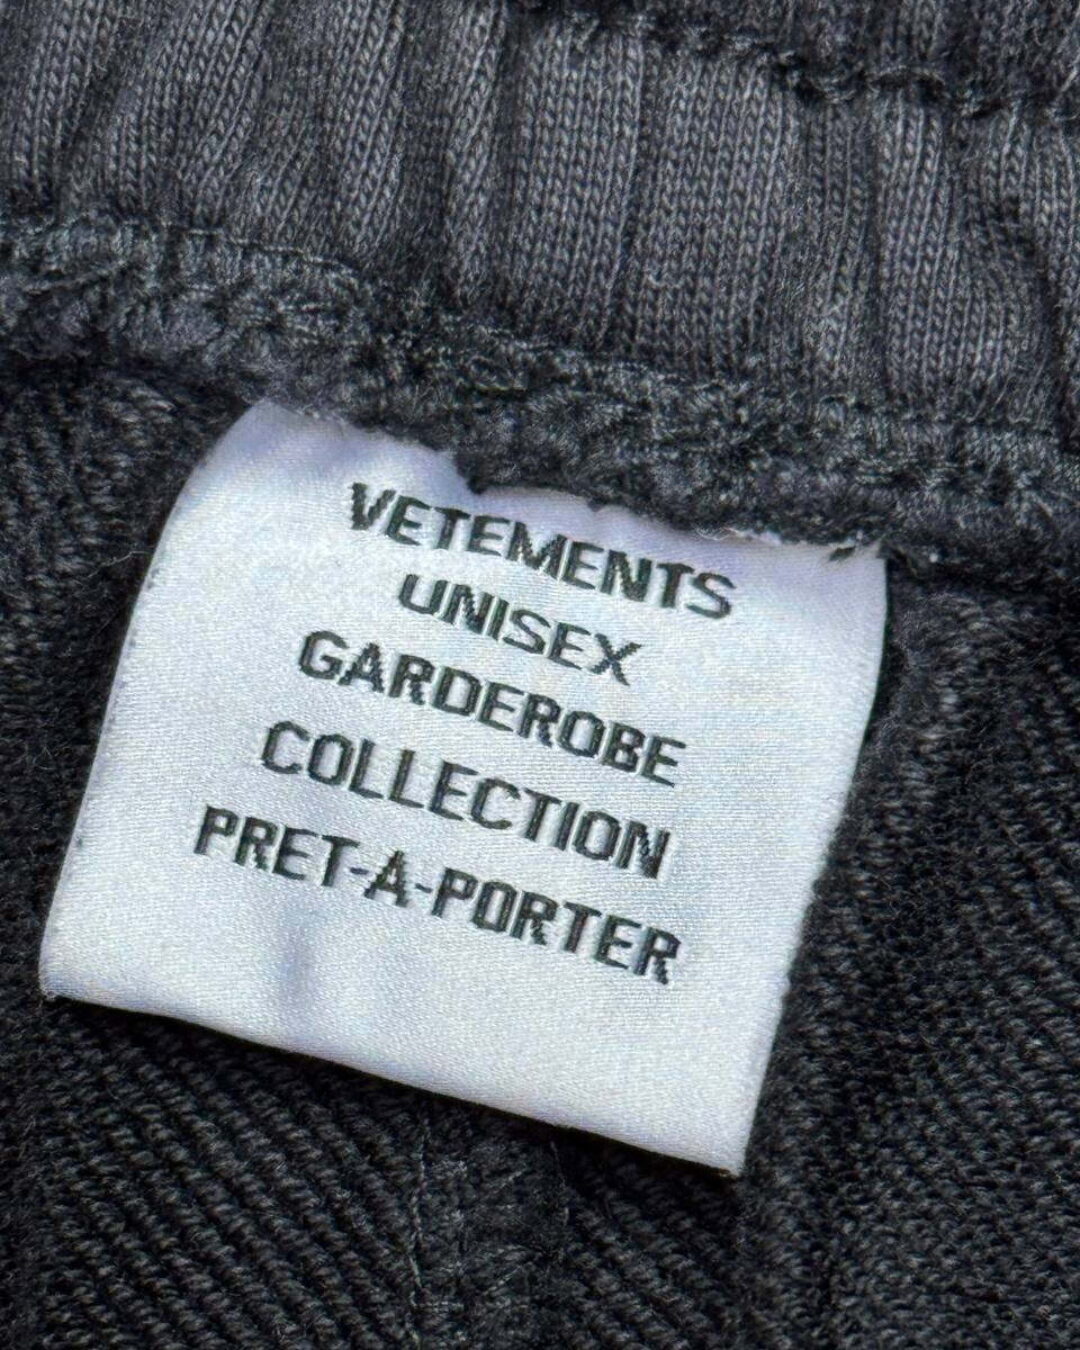 VETEMENTS
UNISEX
GARDEROBE
COLLECTION
PRET-A-PORTER